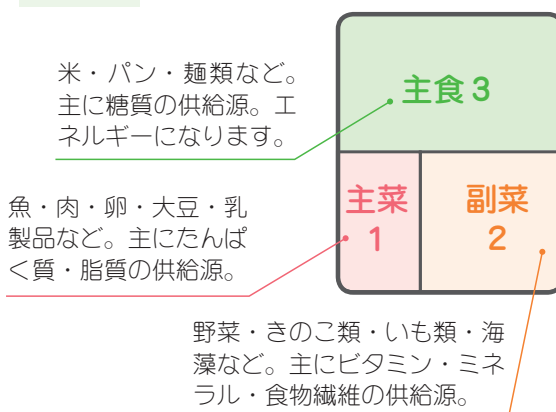 米・パン・麺類など。
主に糖質の供給源。エ
ネルギーになります。
主食3
魚・肉・卵・大豆・乳
製品など。主にたんぱ
く質・脂質の供給源。
主菜
1
副菜
2
野菜・きのこ類・いも類・海
藻など。主にビタミン・ミネ
ラル・食物繊維の供給源。